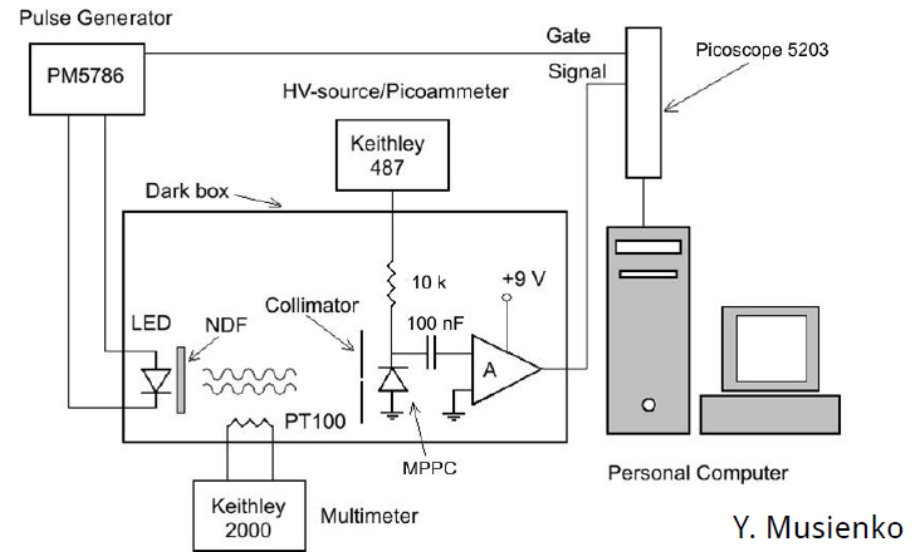 Pulse Generator
PM5786
Gate
Signal
Picoscope 5203
HV-source/Picoammeter
Keithley
487
Dark box
10 k
+9 V
Collimator
100 nF
LED
NDF
A
PT100
MPPC
Keithley
2000
Multimeter
Personal Computer
Y. Musienko